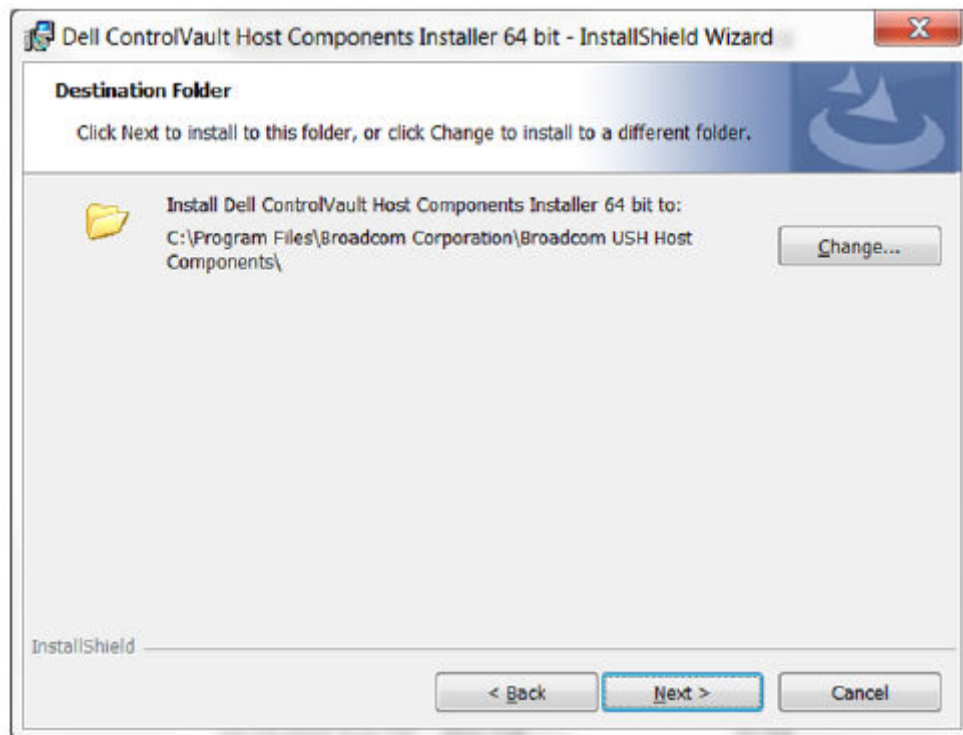 Dell ControlVault Host Components Installer 64 bit - InstallShield Wizard
Destination Folder
Click Next to install to this folder, or click Change to install to a different folder.
Install Dell ControlVault Host Components Installer 64 bit to:
C:\Program Files\Broadcom Corporation\Broadcom USH Host
Components\
Change...
InstallShield
< Back
Next >
Cancel